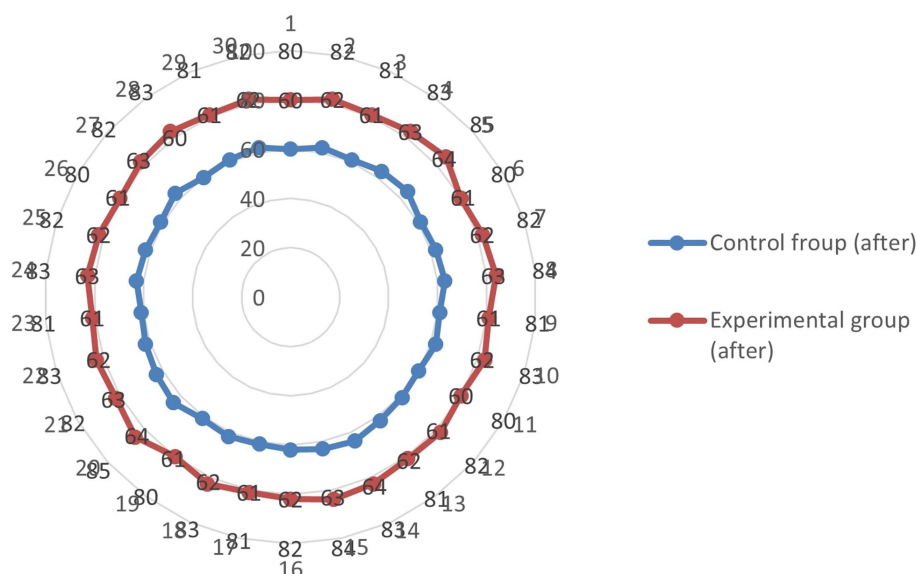 1
30 82 100 80 82 2
29 81 81 3
28 83 83 4
80 62 60 62
61 61
27 82 60 63 85 5
60
63 64
26 80 80 6
61 40 61
25 82 82 7
62 20 62
Control froup (after)
24 83 63 0 63 84 8
23 81 61 61 81 9
Experimental group
(after)
62 62
22 83 83 10
63 60
21 82 80 11
64 61
61 62
20 85 82 12
62 64
61 62 63
19 80 81 13
18 83 83 14
17 81 82 84 15
16